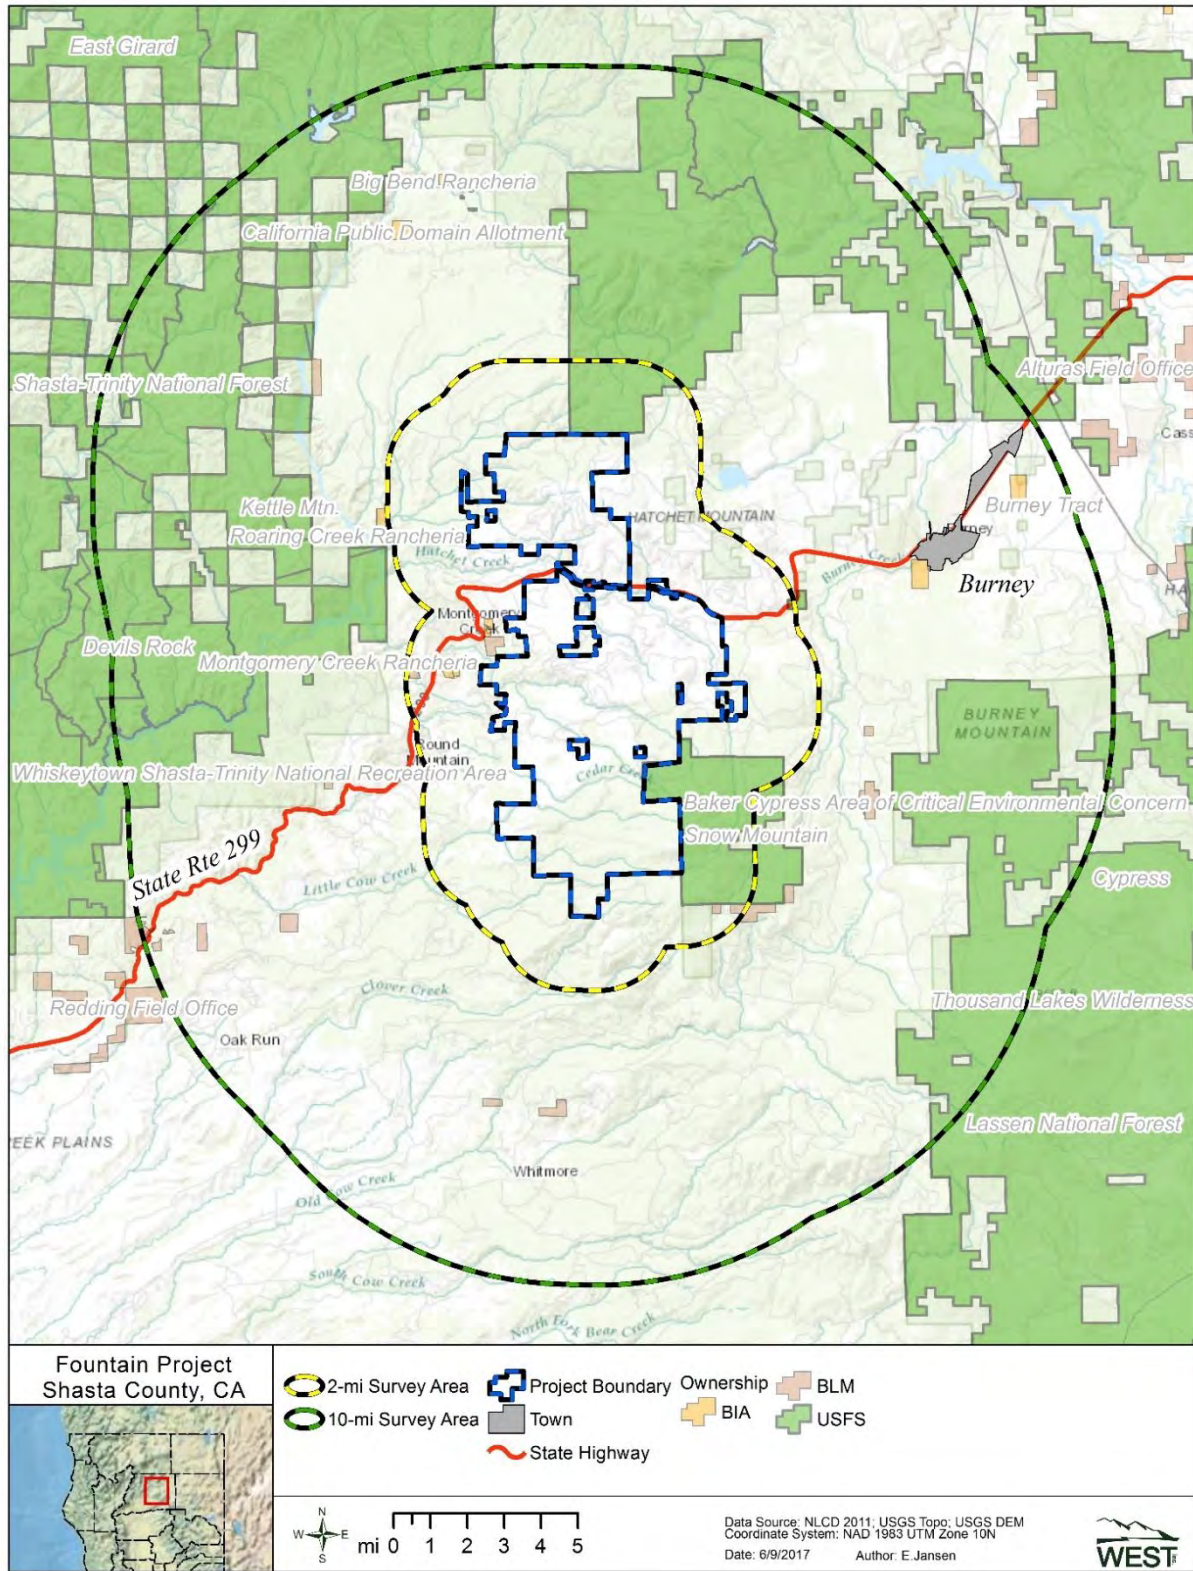 East Girard
Big Bend Rancheria
California Public Domain Allotment
Shasta-Trinity National Forest
Alturas Field Office
Cass
Kettle Mtn.
Burney Tract
HATCHET MOUNTAIN
Roaring Creek Rancheria
Hatchet Creek
Burney
Montgomery
Creek
Devils Rock
Montgomery Creek Rancheria
BURNEY
MOUNTAIN
Round
Mountain
Whiskeytown Shasta-Trinity National Recreation Area
Cedar Creek
Baker Cypress Area of Critical Environmental Concern
Snow Mountain
State Rte 299
Little Cow Creek
Cypress
Clover Creek
Thousand Lakes Wilderness
Redding Field Office
Oak Run
Lassen National Forest
EEK PLAINS
Whitmore
Old Cow Creek
South Cow Creek
North Fork Bear Creek
Fountain Project
Shasta County, CA
2-mi Survey Area
10-mi Survey Area
Project Boundary
Town
State Highway
Ownership
BIA
BLM
USFS
N
W E
S
mi 0 1 2 3 4 5
Data Source: NLCD 2011; USGS Topo; USGS DEM
Coordinate System: NAD 1983 UTM Zone 10N
Date: 6/9/2017 Author: E.Jansen
WEST